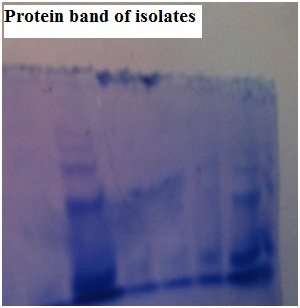 Protein band of isolates